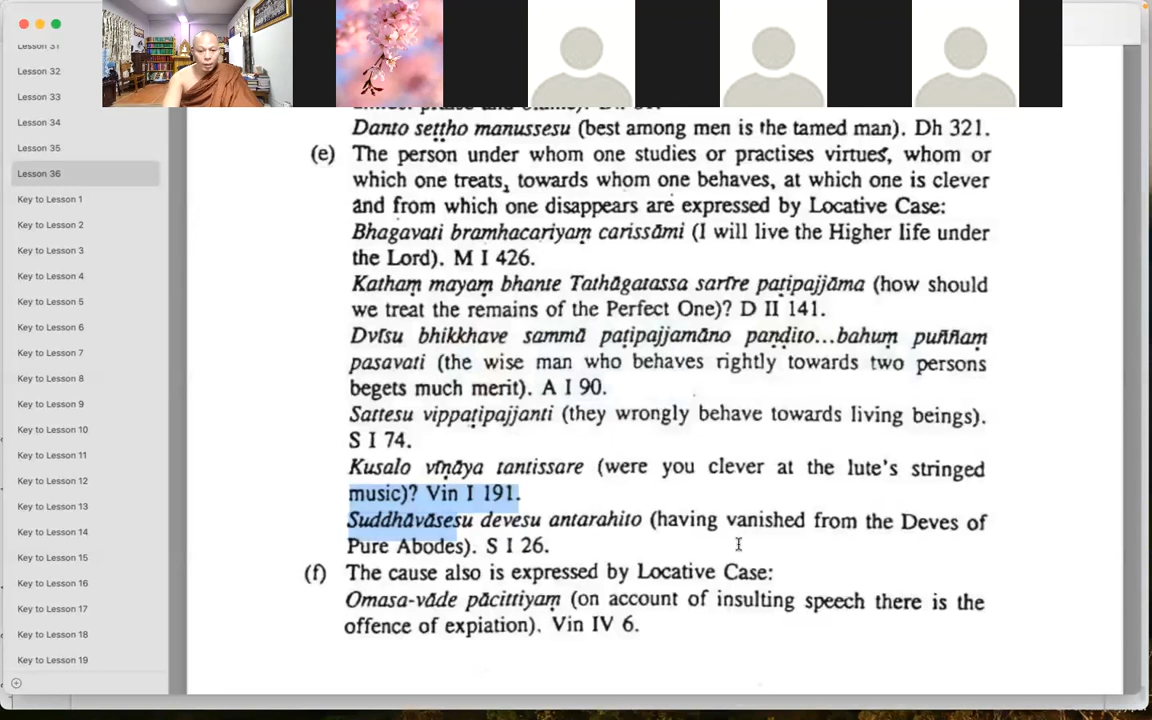 Lesson 31
Lesson 32
Lesson 33
Lesson 34
Lesson 35
Lesson 36
Key to Lesson 1
Key to Lesson 2
Key to Lesson 3
Key to Lesson 4
Key to Lesson 5
Key to Lesson 6
Key to Lesson 7
Key to Lesson 8
Key to Lesson 9
Key to Lesson 10
Key to Lesson 11
Key to Lesson 12
Key to Lesson 13
Key to Lesson 14
Key to Lesson 15
Key to Lesson 16
Key to Lesson 17
Key to Lesson 18
Key to Lesson 19
Danto seṭṭho manussesu (best among men is the tamed man). Dh 321.
(e) The person under whom one studies or practises virtues, whom or
which one treats, towards whom one behaves, at which one is clever
and from which one disappears are expressed by Locative Case:
Bhagavati bramhacariyaṃ carissāmi (I will live the Higher life under
the Lord). M I 426.
Kathaṃ mayaṃ bhante Tathāgatassa sarīre paṭipajjāma (how should
we treat the remains of the Perfect One)? D II 141.
Dvīsu bhikkhave sammā paṭipajjamāno paṇḍito...bahuṃ puññaṃ
pasavati (the wise man who behaves rightly towards two persons
begets much merit). A I 90.
Sattesu vippaṭipajjanti (they wrongly behave towards living beings).
S I 74.
Kusalo vīṇāya tantissare (were you clever at the lute's stringed
music)? Vin I 191.
Suddhāvāsesu devesu antarahito (having vanished from the Deves of
Pure Abodes). S I 26.
(f) The cause also is expressed by Locative Case:
Omasa-vāde pācittiyaṃ (on account of insulting speech there is the
offence of expiation). Vin IV 6.